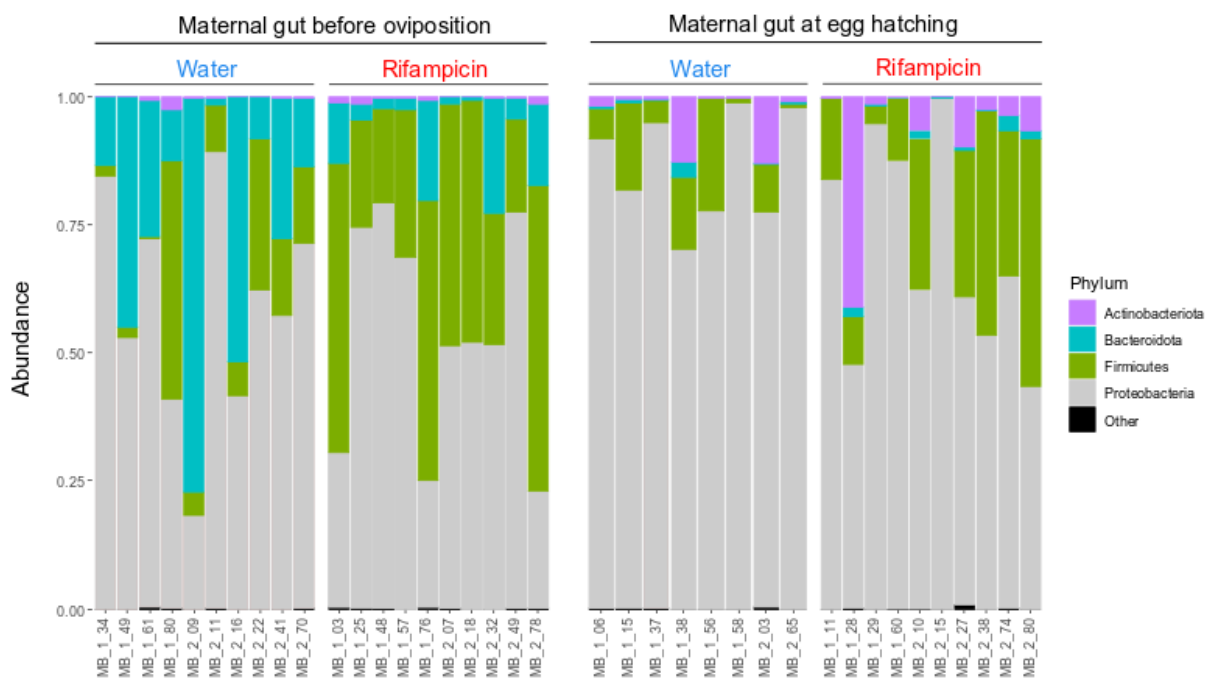 Maternal gut before oviposition
Maternal gut at egg hatching
Water
Rifampicin
Water
Rifampicin
1.00
0.75
0.50
0.25
0.00
Abundance
Phylum
Actinobacteriota
Bacteroidota
Firmicutes
Proteobacteria
Other
MB_1_34
MB_1_49
MB_1_61
MB_1_80
MB_2_09
MB_2_11
MB_2_16
MB_2_22
MB_2_41
MB_2_70
MB_1_03
MB_1_25
MB_1_48
MB_1_57
MB_1_76
MB_2_07
MB_2_18
MB_2_32
MB_2_49
MB_2_78
MB_1_06
MB_1_15
MB_1_37
MB_1_38
MB_1_56
MB_1_58
MB_2_03
MB_2_65
MB_1_11
MB_1_28
MB_1_29
MB_1_60
MB_2_10
MB_2_15
MB_2_27
MB_2_38
MB_2_74
MB_2_80